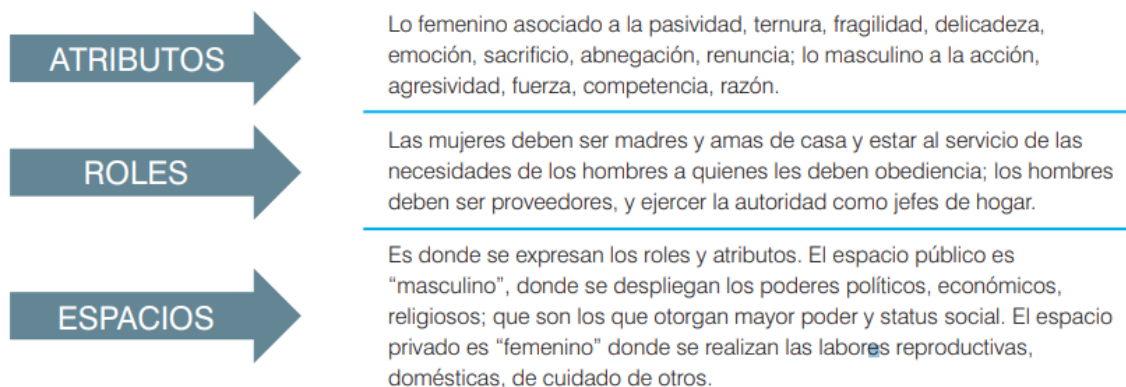 ATRIBUTOS
Lo femenino asociado a la pasividad, ternura, fragilidad, delicadeza,
emoción, sacrificio, abnegación, renuncia; lo masculino a la acción,
agresividad, fuerza, competencia, razón.
ROLES
Las mujeres deben ser madres y amas de casa y estar al servicio de las
necesidades de los hombres a quienes les deben obediencia; los hombres
deben ser proveedores, y ejercer la autoridad como jefes de hogar.
ESPACIOS
Es donde se expresan los roles y atributos. El espacio público es
“masculino”, donde se despliegan los poderes políticos, económicos,
religiosos; que son los que otorgan mayor poder y status social. El espacio
privado es “femenino” donde se realizan las labores reproductivas,
domésticas, de cuidado de otros.